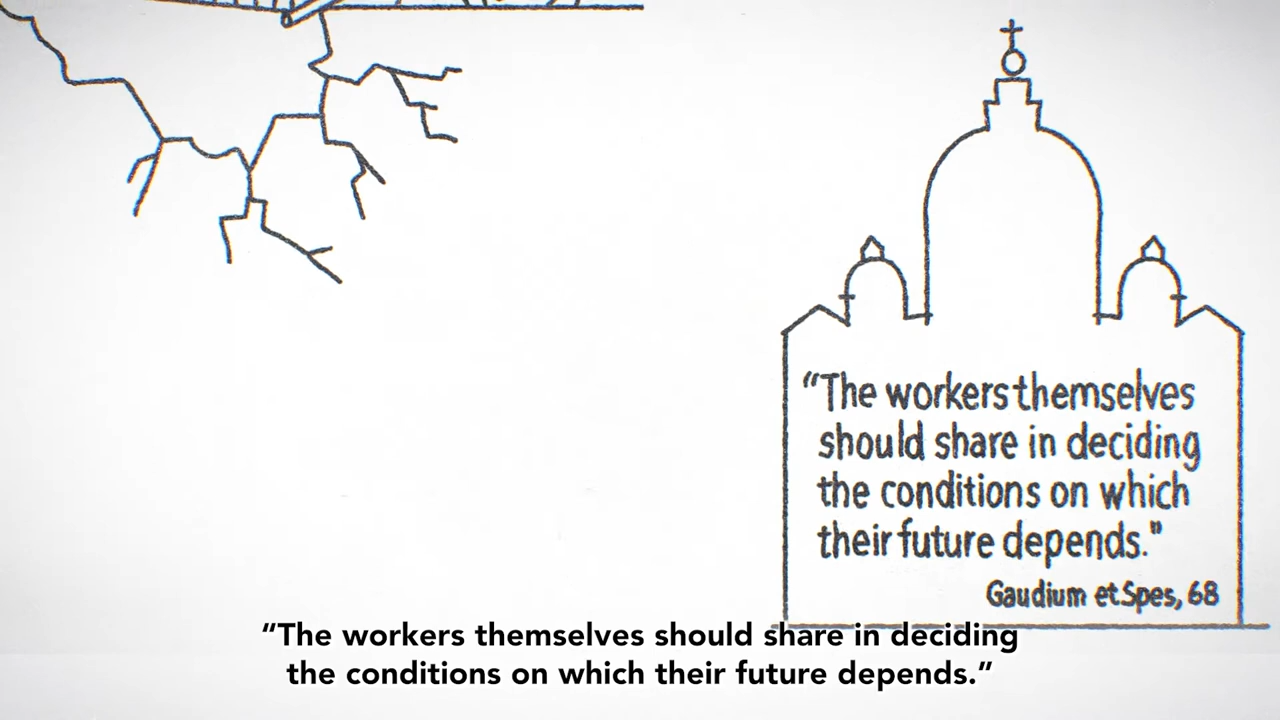 “The workers themselves
should share in deciding
the conditions on which
their future depends."
Gaudium et Spes, 68
“The workers themselves should share in deciding
the conditions on which their future depends.”